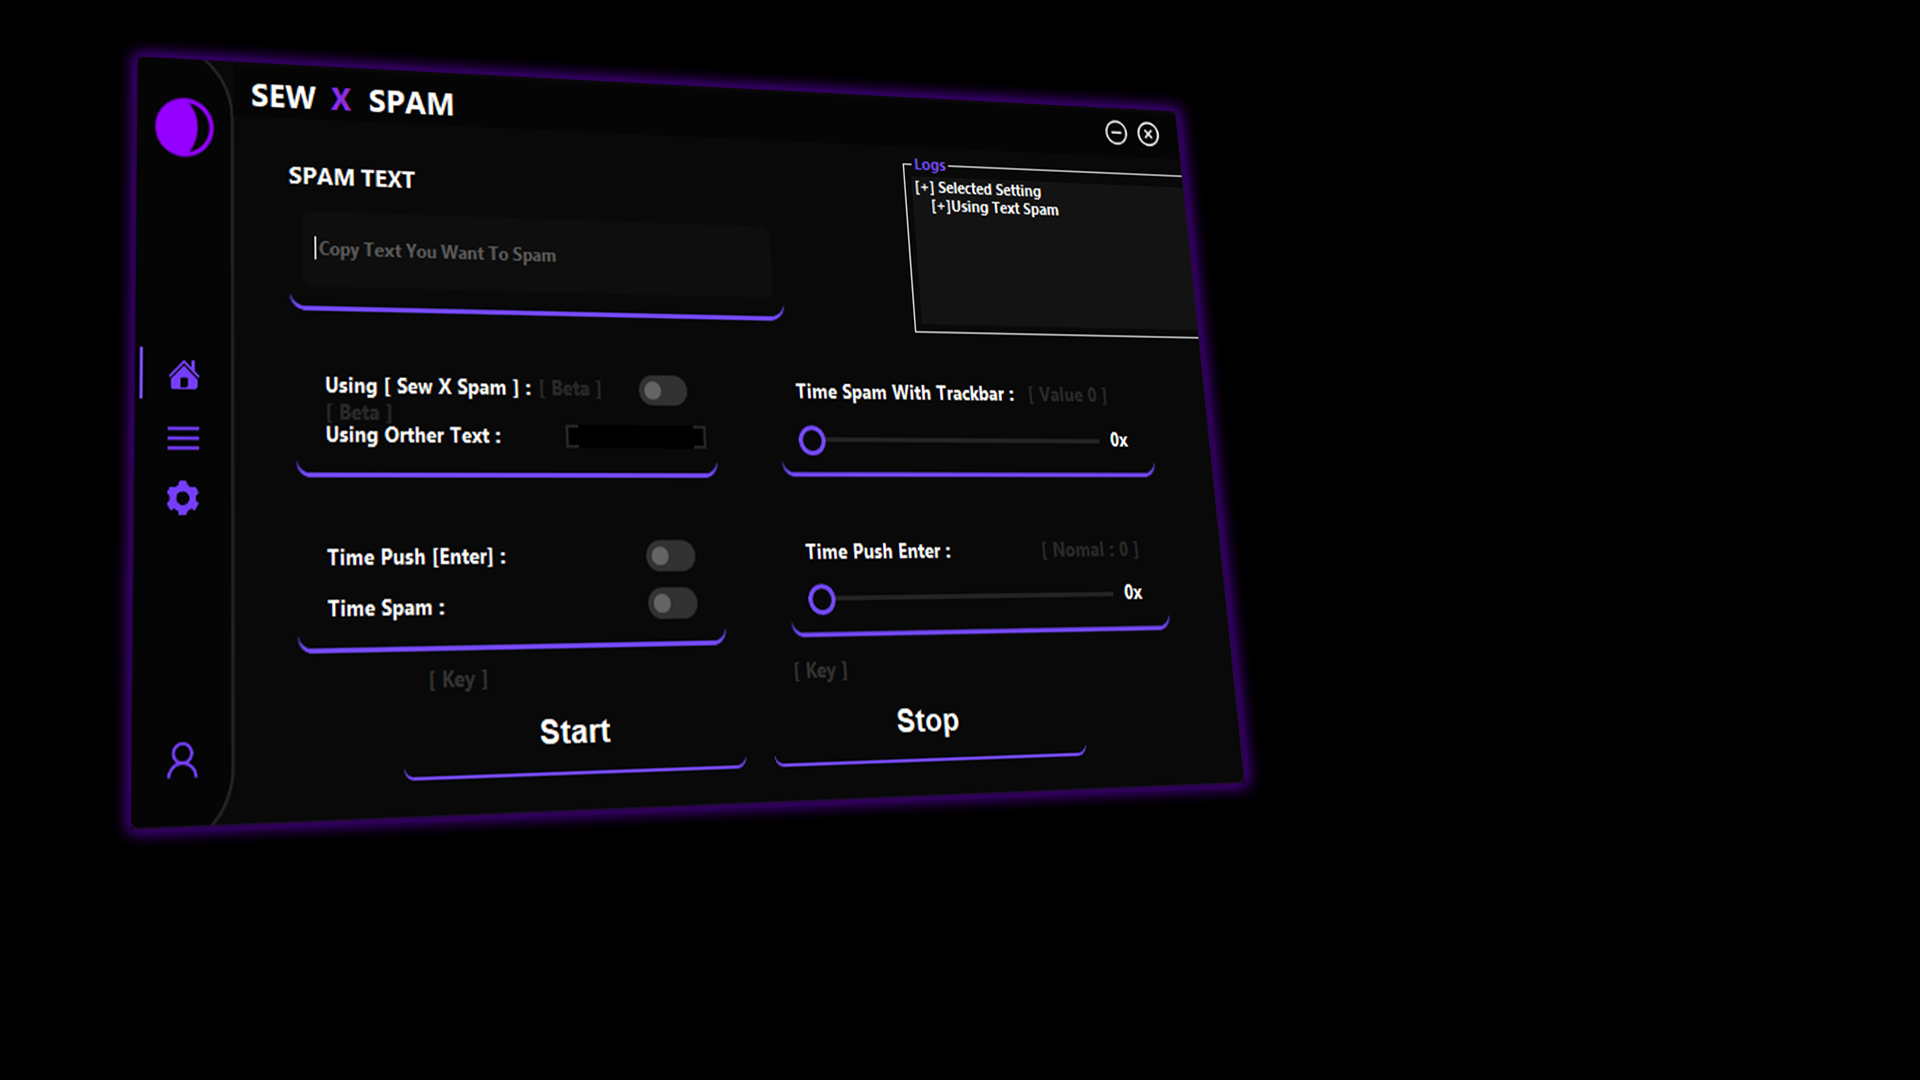 SEW X SPAM
SPAM TEXT
Copy Text You Want To Spam
Logs
[+] Selected Setting
[+]Using Text Spam
Using [ Sew X Spam ] : [ Beta ]
[ Beta ]
Using Orther Text :
Time Spam With Trackbar : [ Value 0 ]
0x
Time Push [Enter] :
Time Spam :
Time Push Enter : [ Nomal : 0 ]
0x
[ Key ]
Start
[ Key ]
Stop